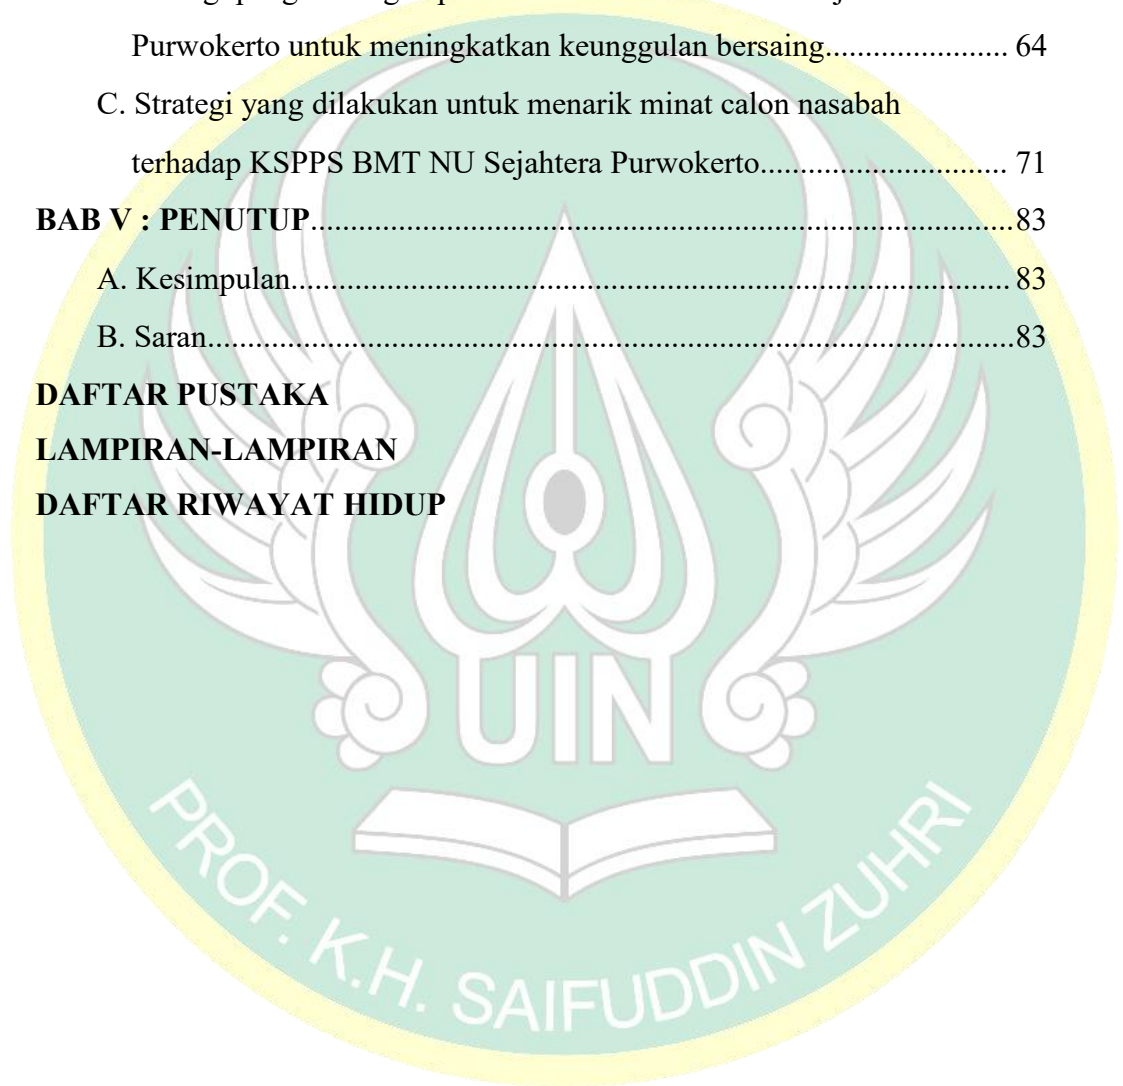 Purwokerto untuk meningkatkan keunggulan bersaing....................... 64
C. Strategi yang dilakukan untuk menarik minat calon nasabah
terhadap KSPPS BMT NU Sejahtera Purwokerto............................... 71
BAB V : PENUTUP.........................................................................................83
A. Kesimpulan........................................................................................... 83
B. Saran......................................................................................................83
DAFTAR PUSTAKA
LAMPIRAN-LAMPIRAN
DAFTAR RIWAYAT HIDUP
UIN
PROF. K.H. SAIFUDDIN ZUHRI